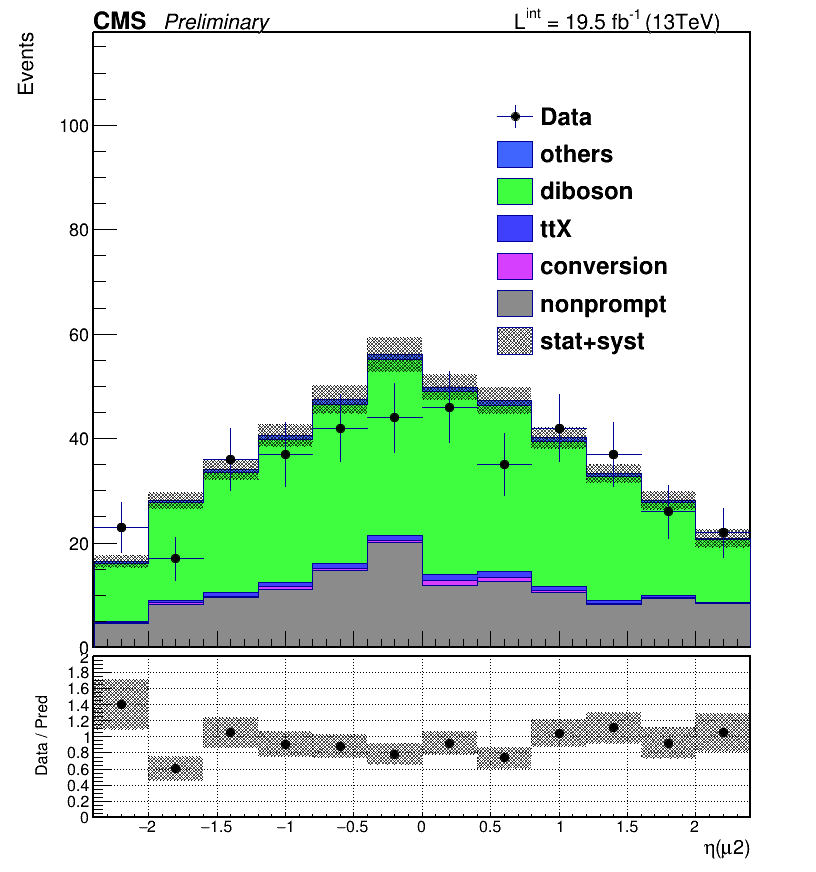 CMS Preliminary L^int = 19.5 fb^-1 (13TeV)
Events
100
80
60
40
20
0
Data
others
diboson
ttX
conversion
nonprompt
stat+syst
Data / Pred
2
1.8
1.6
1.4
1.2
1
0.8
0.6
0.4
0.2
0
−2 −1.5 −1 −0.5 0 0.5 1 1.5 2
η(μ2)